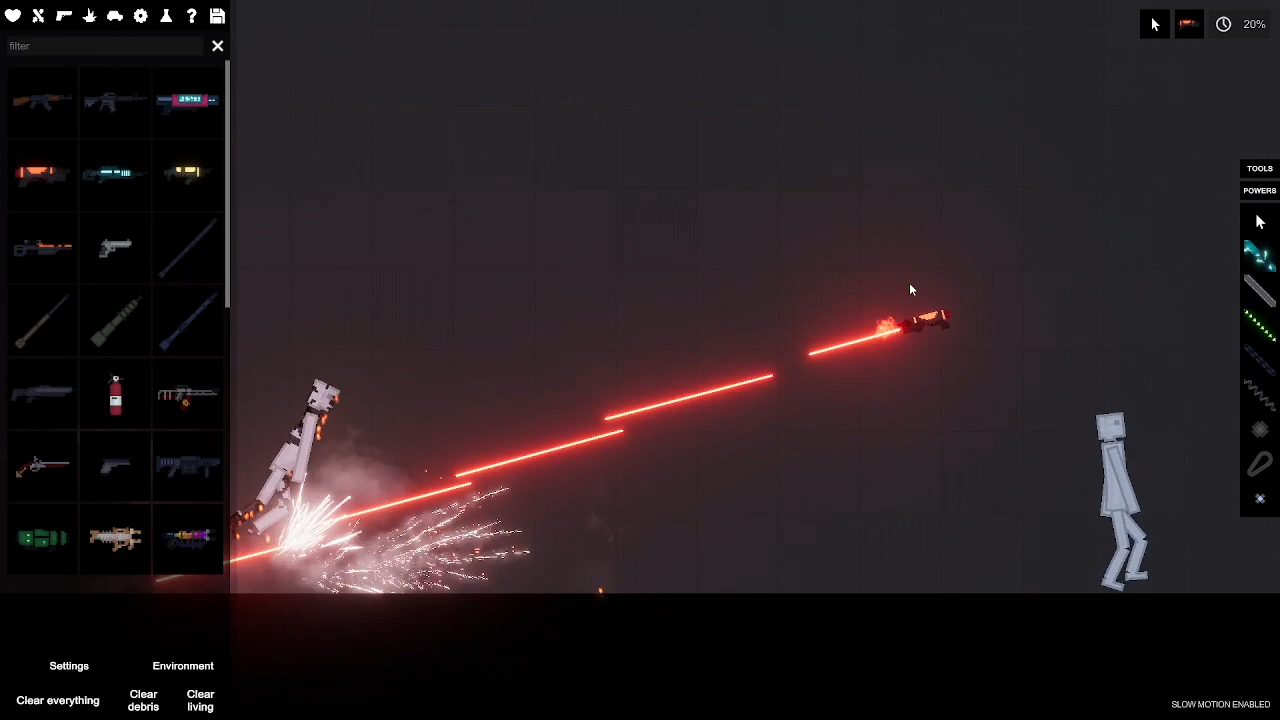 filter
20%
TOOLS
POWERS
Settings
Environment
Clear everything
Clear debris
Clear living
SLOW MOTION ENABLED